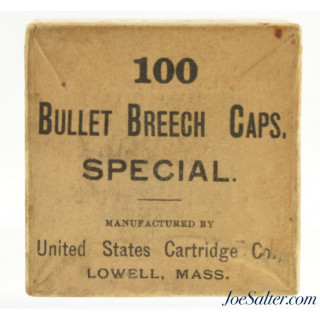 100
BULLET BREECH CAPS.
SPECIAL.
MANUFACTURED BY
United States Cartridge Co.,
LOWELL, MASS.
JoeSalter.com